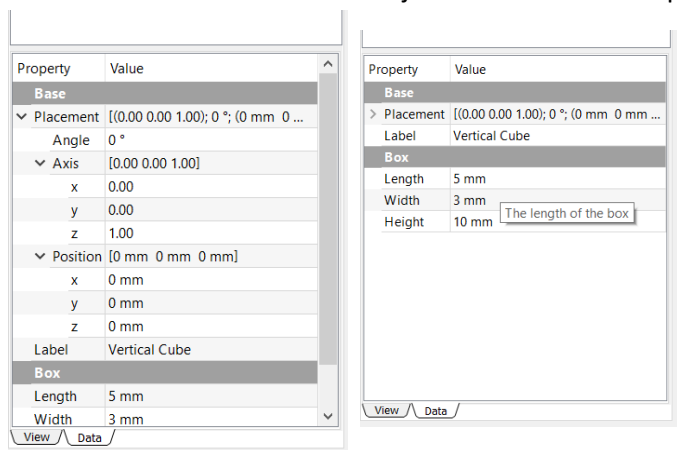 Property Value
Base
Placement [(0.00 0.00 1.00); 0 °; (0 mm 0 ...
Angle 0 °
Axis [0.00 0.00 1.00]
x 0.00
y 0.00
z 1.00
Position [0 mm 0 mm 0 mm]
x 0 mm
y 0 mm
z 0 mm
Label Vertical Cube
Box
Length 5 mm
Width 3 mm
View Data
Property Value
Base
Placement [(0.00 0.00 1.00); 0 °; (0 mm 0 mm ...
Label Vertical Cube
Box
Length 5 mm
Width 3 mm
The length of the box
Height 10 mm
View Data